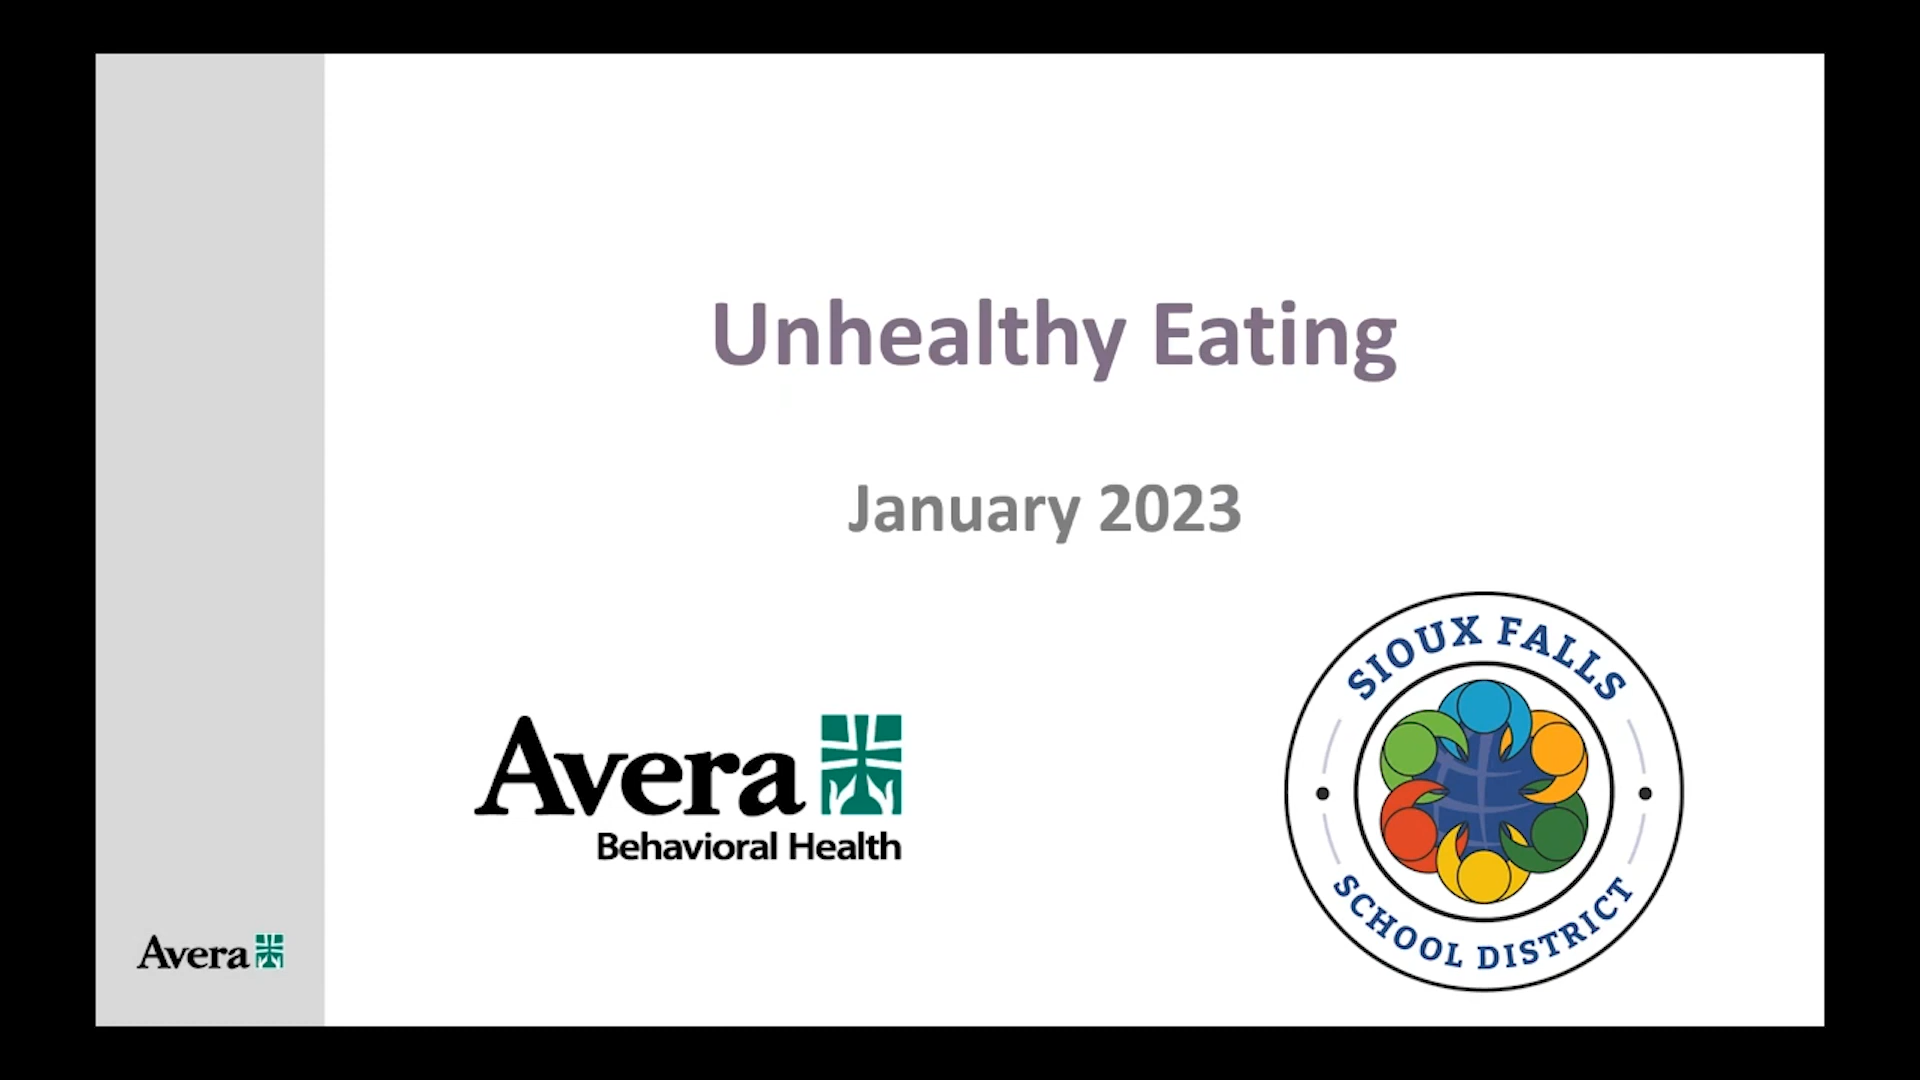 Unhealthy Eating
January 2023
Avera
Behavioral Health
SIOUX FALLS
SCHOOL DISTRICT
Avera